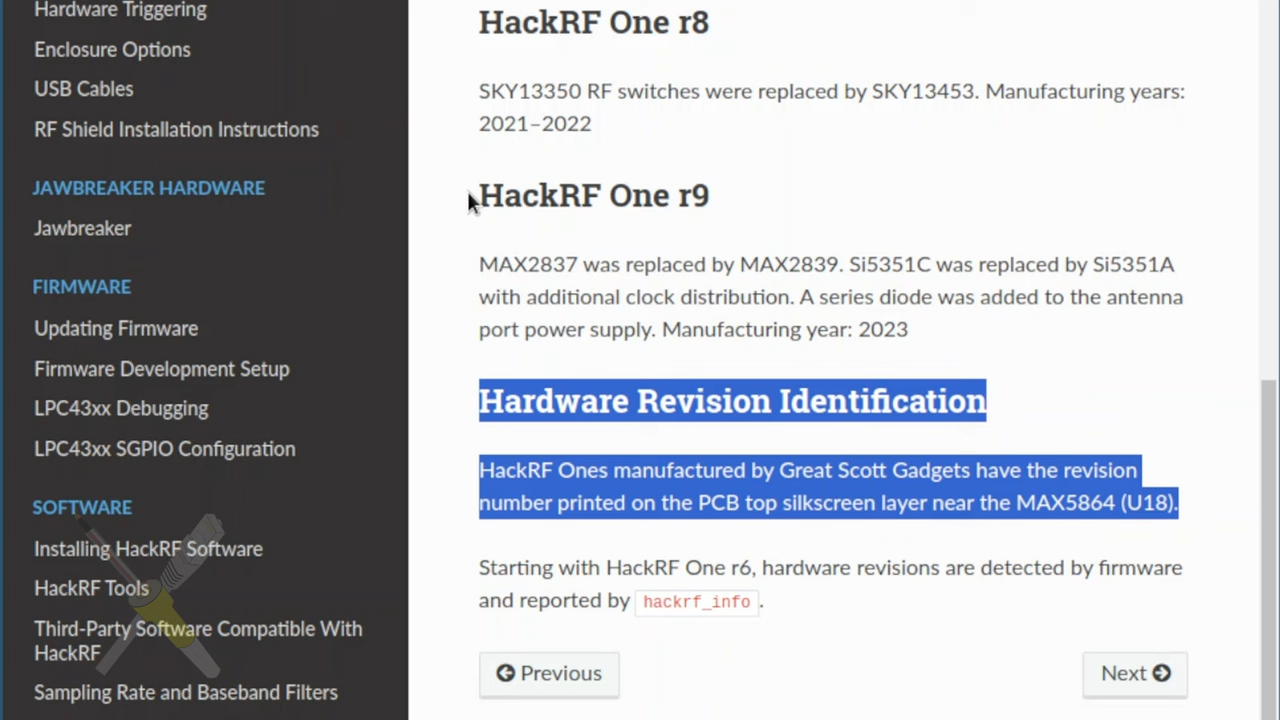 Hardware Triggering
Enclosure Options
USB Cables
RF Shield Installation Instructions
JAWBREAKER HARDWARE
Jawbreaker
FIRMWARE
Updating Firmware
Firmware Development Setup
LPC43xx Debugging
LPC43xx SGPIO Configuration
SOFTWARE
Installing HackRF Software
HackRF Tools
Third-Party Software Compatible With
HackRF
Sampling Rate and Baseband Filters
HackRF One r8
SKY13350 RF switches were replaced by SKY13453. Manufacturing years:
2021–2022
HackRF One r9
MAX2837 was replaced by MAX2839. Si5351C was replaced by Si5351A
with additional clock distribution. A series diode was added to the antenna
port power supply. Manufacturing year: 2023
Hardware Revision Identification
HackRF Ones manufactured by Great Scott Gadgets have the revision
number printed on the PCB top silkscreen layer near the MAX5864 (U18).
Starting with HackRF One r6, hardware revisions are detected by firmware
and reported by hackrf_info.
Previous
Next